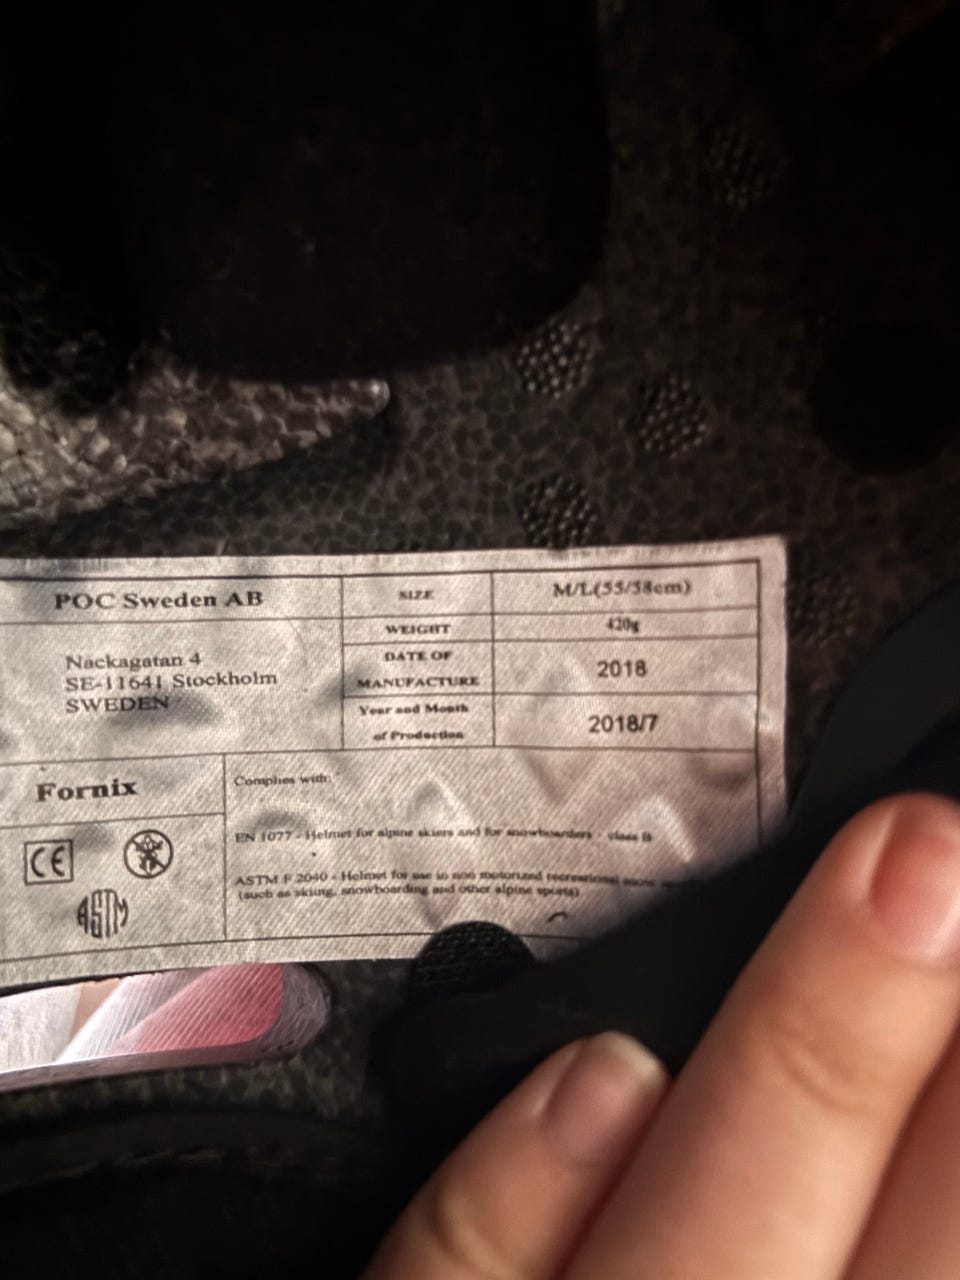 POC Sweden AB
Nackagatan 4
SE-11641 Stockholm
SWEDEN
SIZE
M/L(55/58cm)
WEIGHT
420g
DATE OF
MANUFACTURE
2018
Year and Month
of Production
2018/7
Fornix
CE
ASTM
Complies with:
EN 1077 - Helmet for alpine skiers and for snowboarders - class B
ASTM F 2040 - Helmet for use in non motorized recreational snow
(such as skiing, snowboarding and other alpine sports)